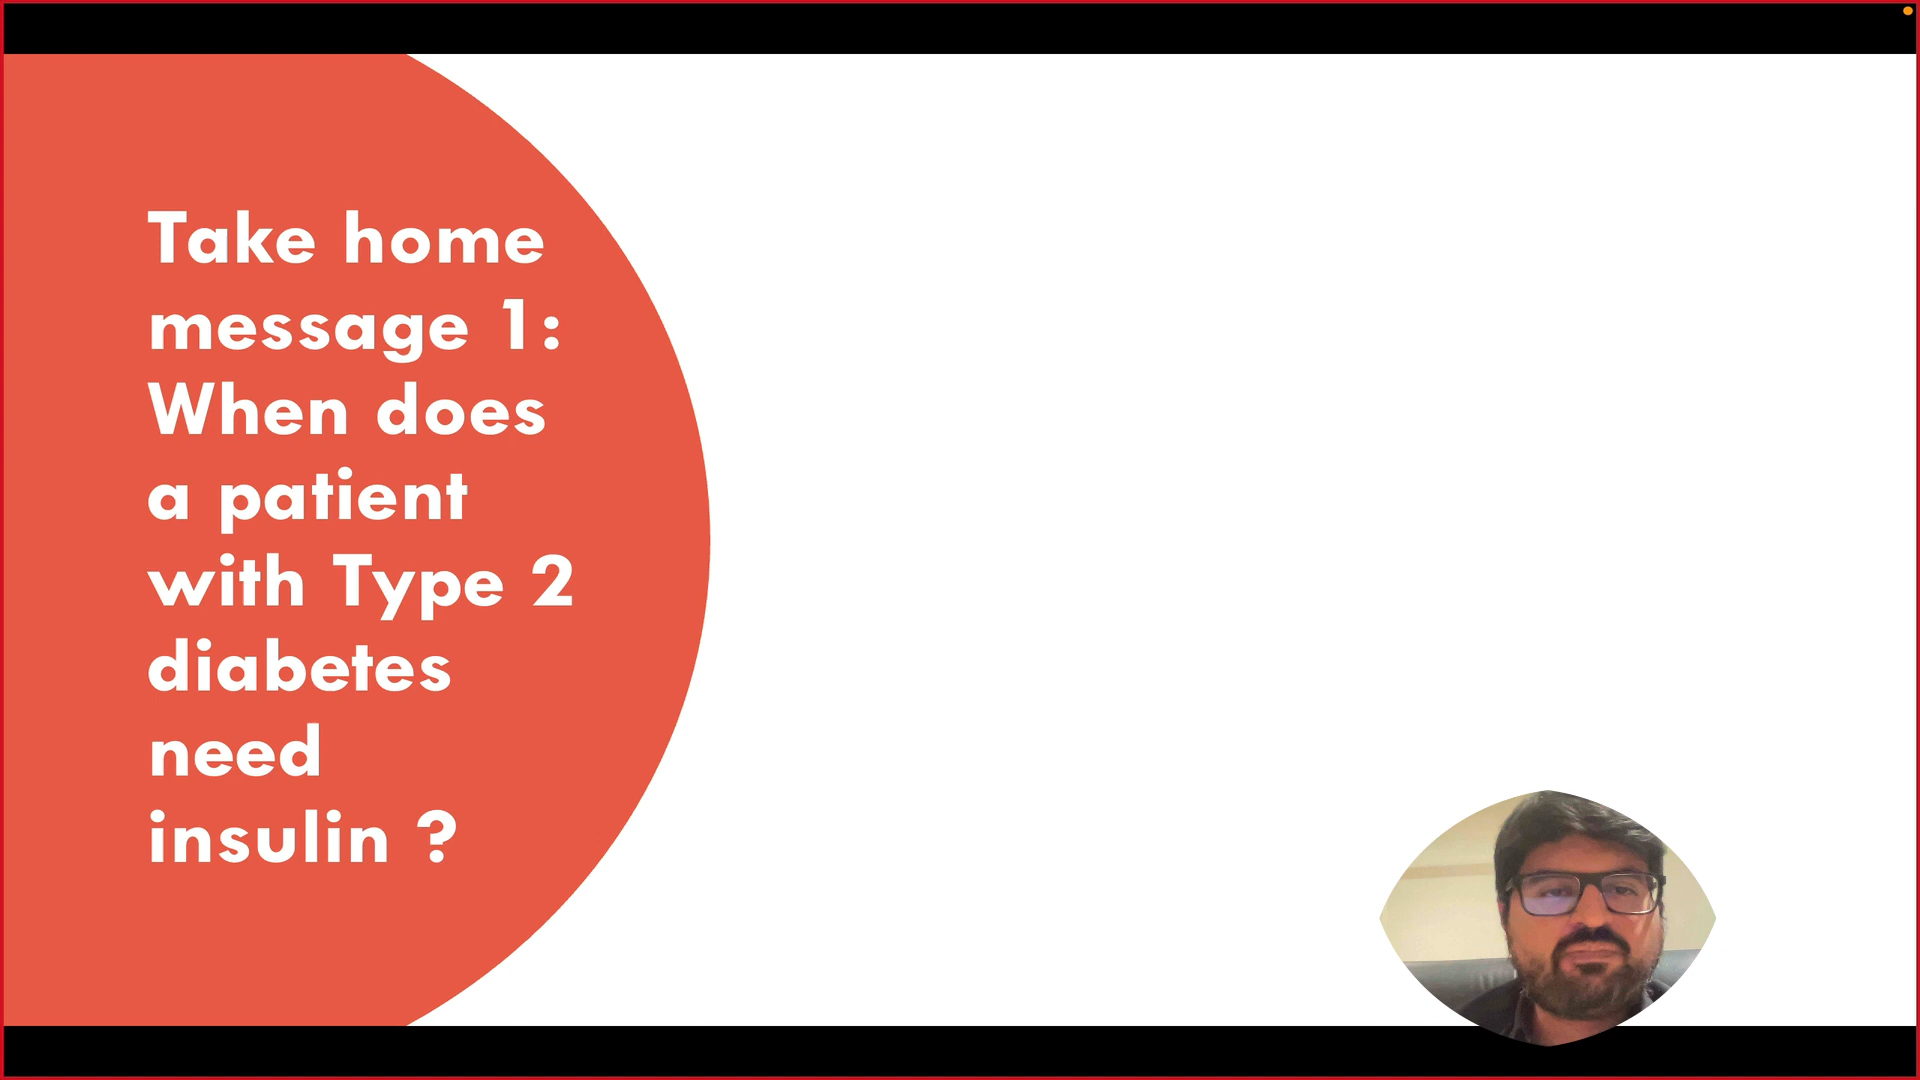 Take home
message 1:
When does
a patient
with Type 2
diabetes
need
insulin ?